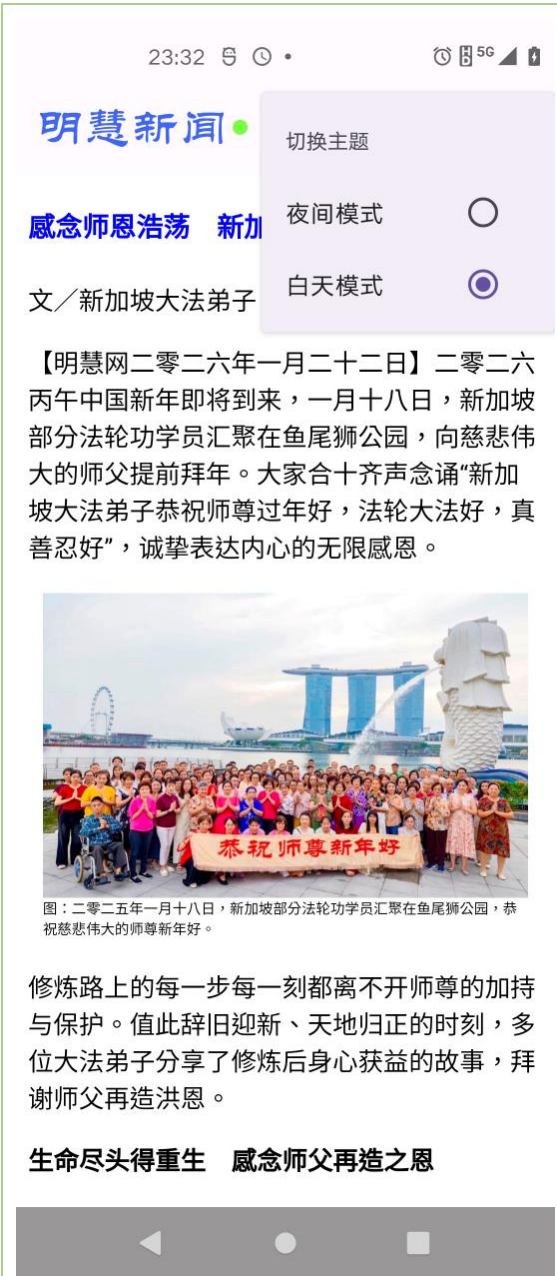 23:32
5G
明慧新闻
切换主题
夜间模式
白天模式
感念师恩浩荡 新加
文／新加坡大法弟子
【明慧网二零二六年一月二十二日】二零二六
丙午中国新年即将到来，一月十八日，新加坡
部分法轮功学员汇聚在鱼尾狮公园，向慈悲伟
大的师父提前拜年。大家合十齐声念诵“新加
坡大法弟子恭祝师尊过年好，法轮大法好，真
善忍好”，诚挚表达内心的无限感恩。
恭祝师尊新年好
图：二零二五年一月十八日，新加坡部分法轮功学员汇聚在鱼尾狮公园，恭
祝慈悲伟大的师尊新年好。
修炼路上的每一步每一刻都离不开师尊的加持
与保护。值此辞旧迎新、天地归正的时刻，多
位大法弟子分享了修炼后身心获益的故事，拜
谢师父再造洪恩。
生命尽头得重生 感念师父再造之恩